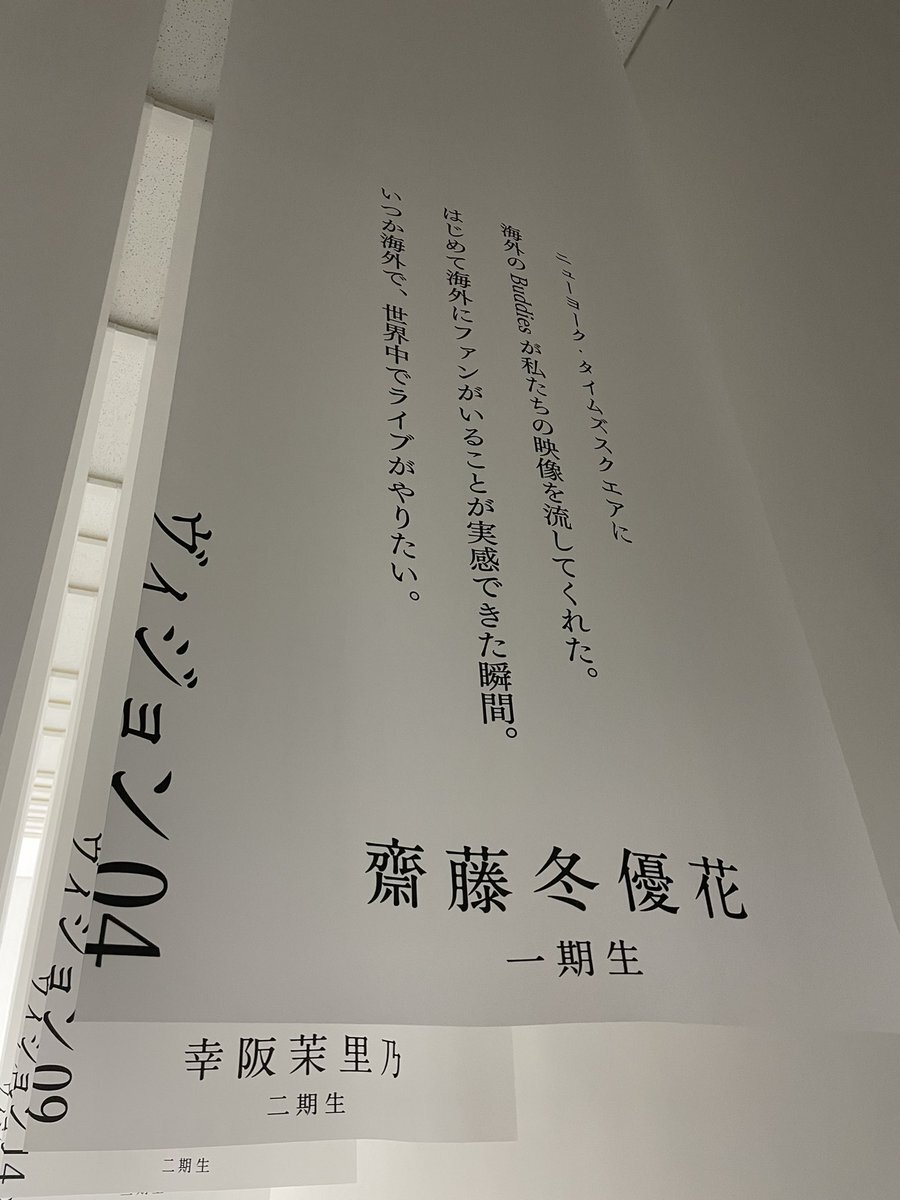 ニューヨーク・タイムズスクエアに
海外のBuddiesが私たちの映像を流してくれた。
はじめて海外にファンがいることが実感できた瞬間。
いつか海外で、世界中でライブがやりたい。
齋藤冬優花
一期生
ヴィジョン04
幸阪茉里乃
二期生
ヴィジョン09
二期生
14